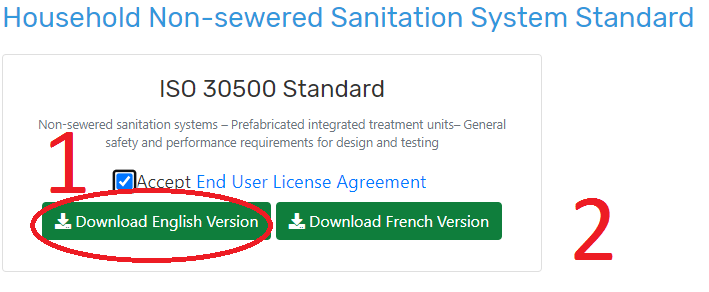 Household Non-sewered Sanitation System Standard
ISO 30500 Standard
Non-sewered sanitation systems – Prefabricated integrated treatment units– General
safety and performance requirements for design and testing
1
Accept End User License Agreement
Download English Version Download French Version
2